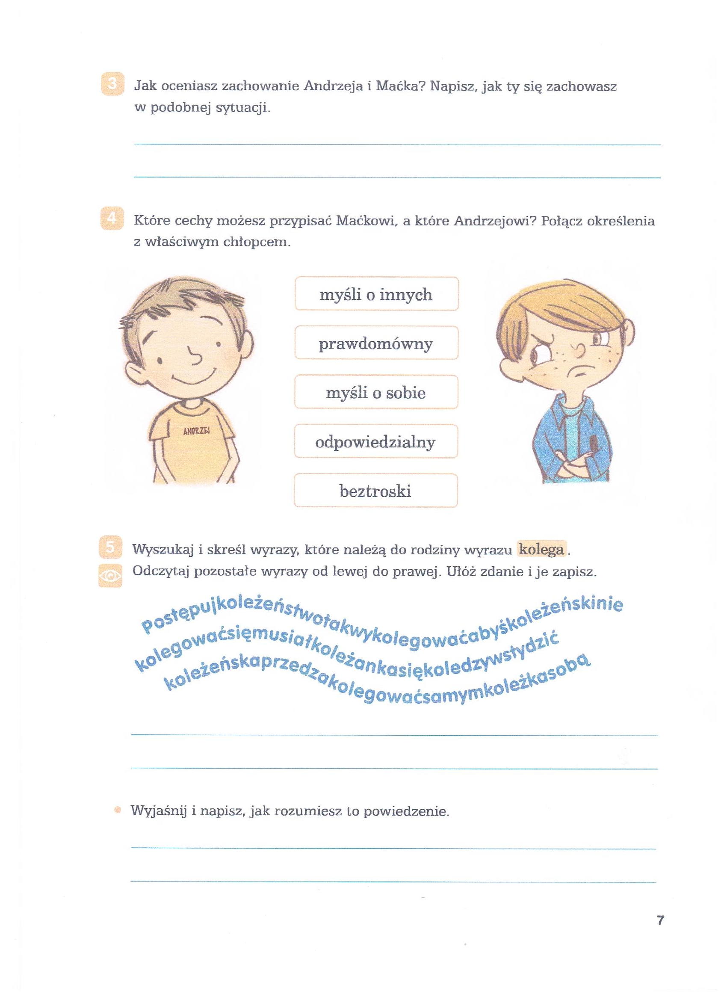 3 Jak oceniasz zachowanie Andrzeja i Maćka? Napisz, jak ty się zachowasz
w podobnej sytuacji.
4 Które cechy możesz przypisać Maćkowi, a które Andrzejowi? Połącz określenia
z właściwym chłopcem.
myśli o innych
prawdomówny
myśli o sobie
odpowiedzialny
beztroski
ANDRZEJ
5 Wyszukaj i skreśl wyrazy, które należą do rodziny wyrazu kolega.
Odczytaj pozostałe wyrazy od lewej do prawej. Ułóż zdanie i je zapisz.
Postępujkoleżeństwotakwykolegowaćabyśkoleżeńskinie
kolegowaćsięmusiałkoleżankasiękoledzywstydzić
koleżeńskaprzedzakolegowaćsamymkoleżkasobą
• Wyjaśnij i napisz, jak rozumiesz to powiedzenie.
7